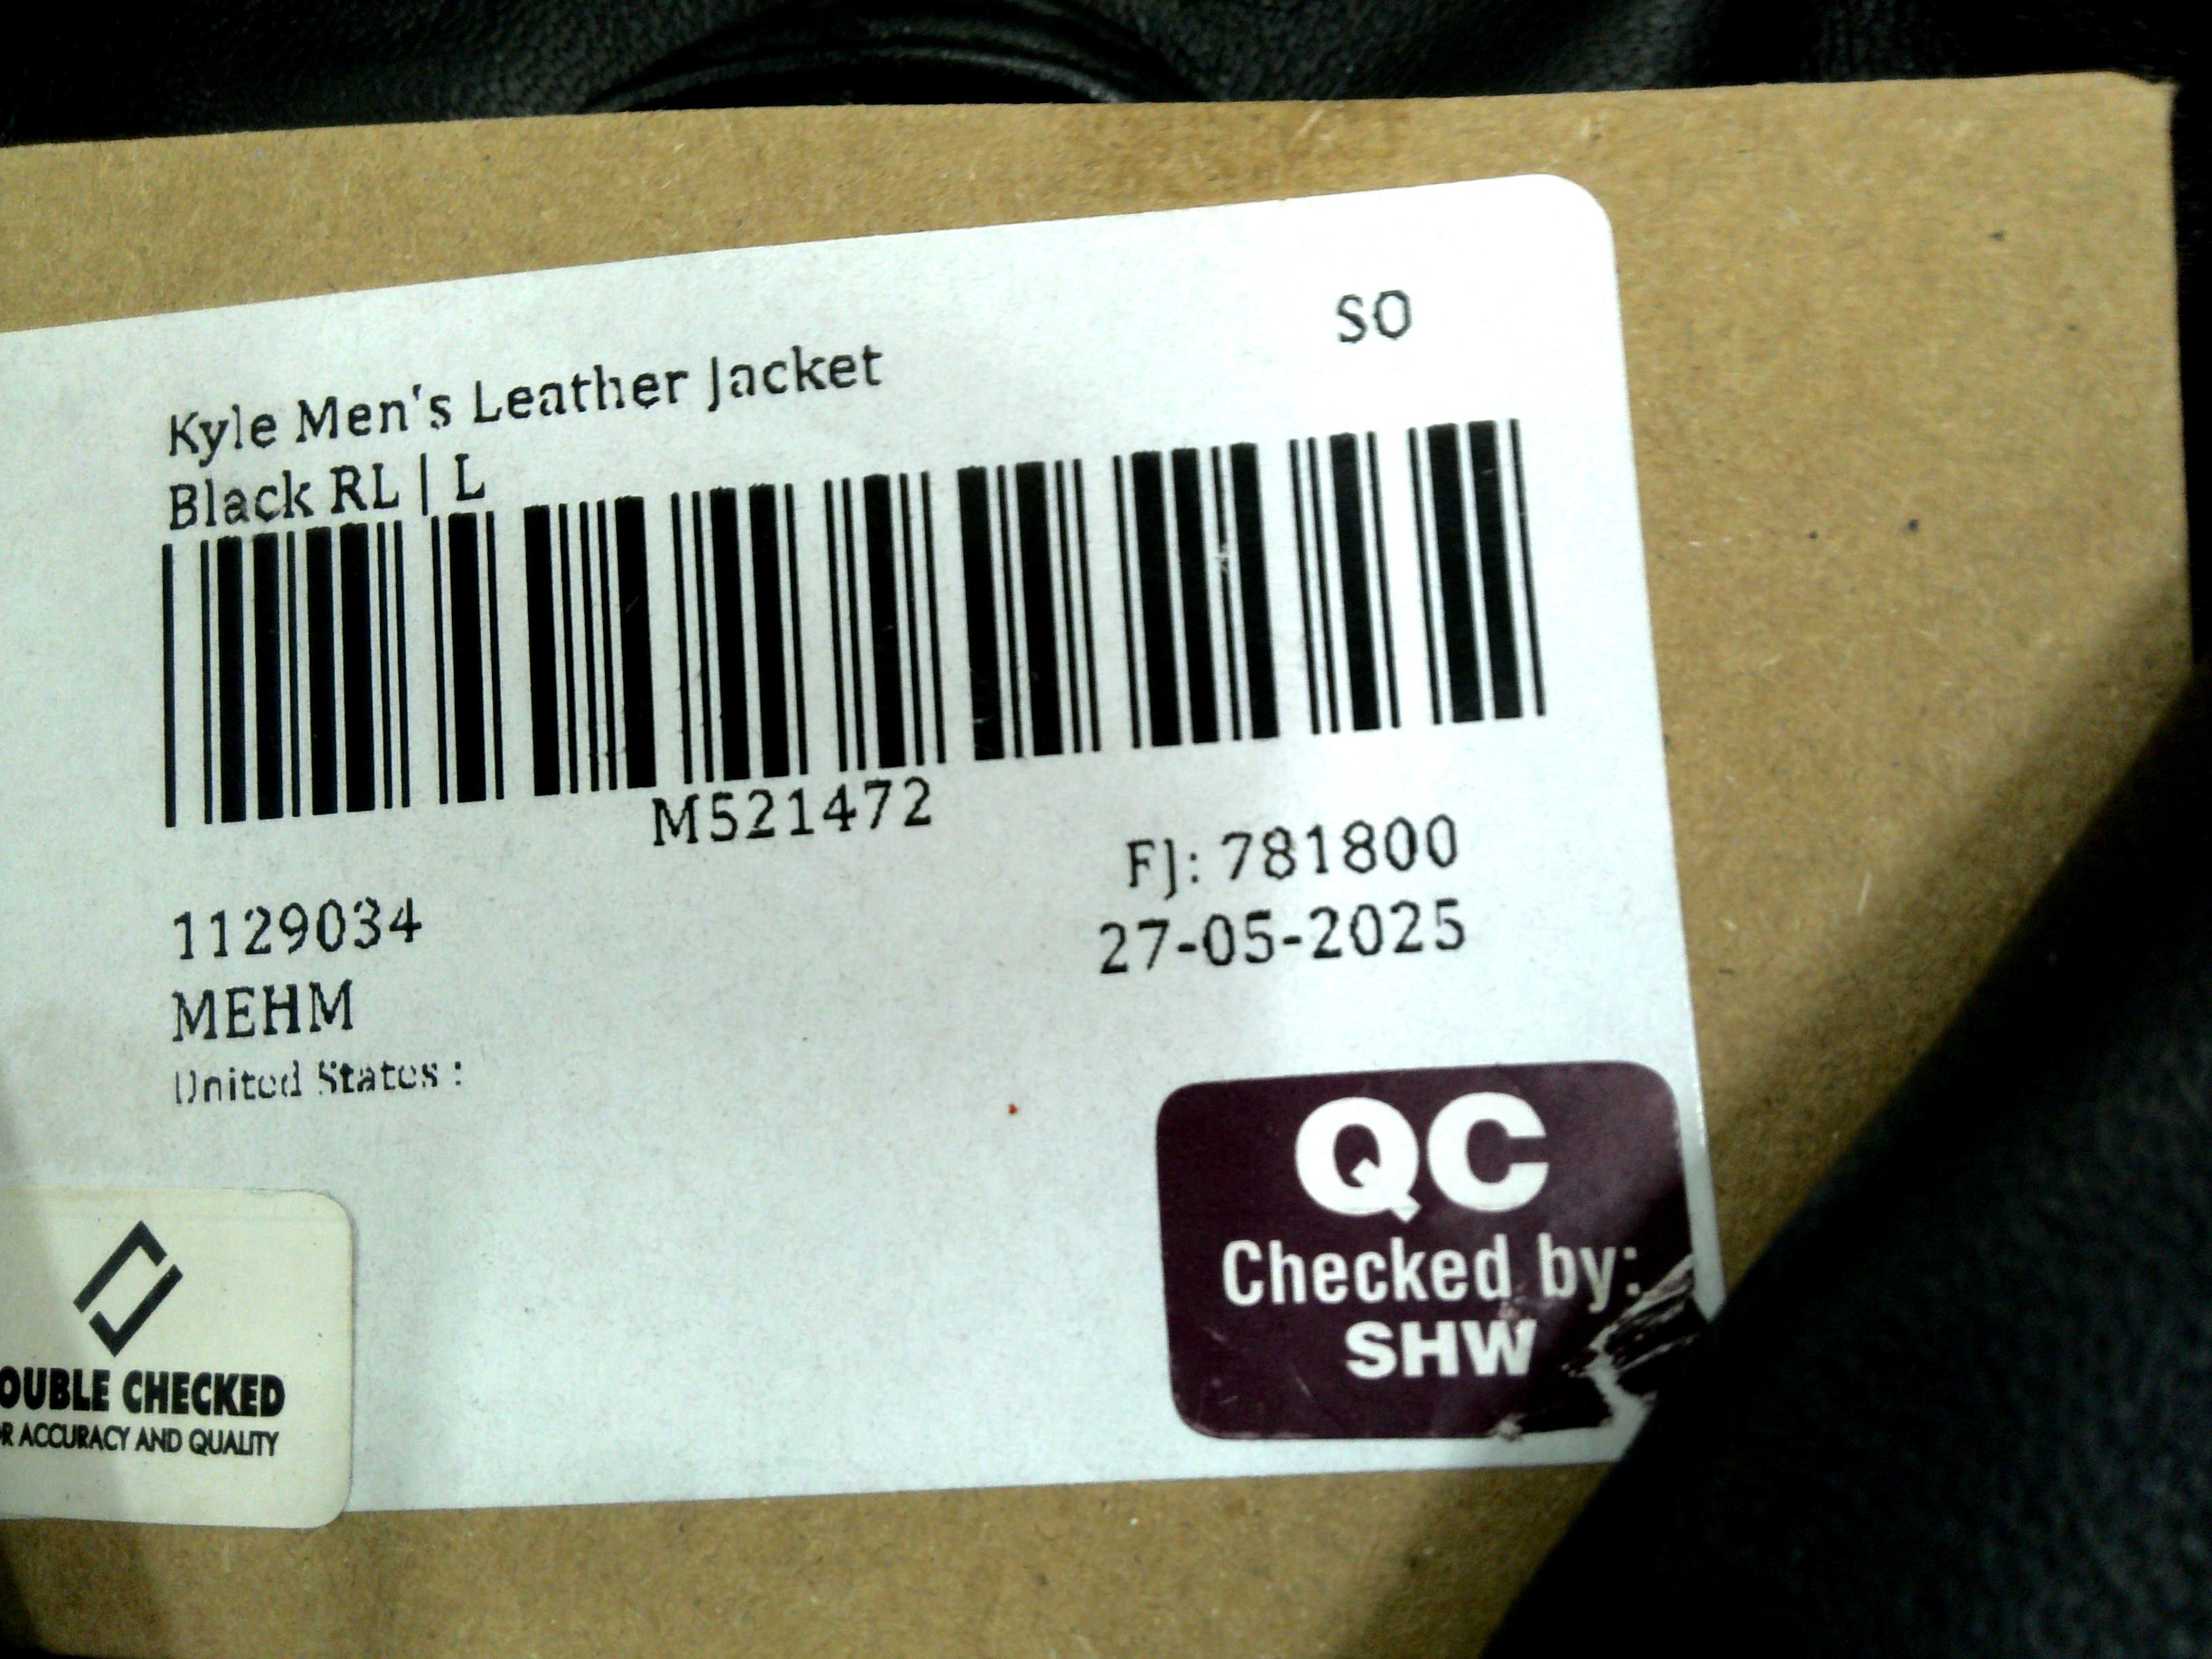 SO
Kyle Men's Leather Jacket
Black RL | L
M521472
FJ: 781800
1129034
27-05-2025
MEHM
United States :
QC
Checked by:
SHW
OUBLE CHECKED
R ACCURACY AND QUALITY